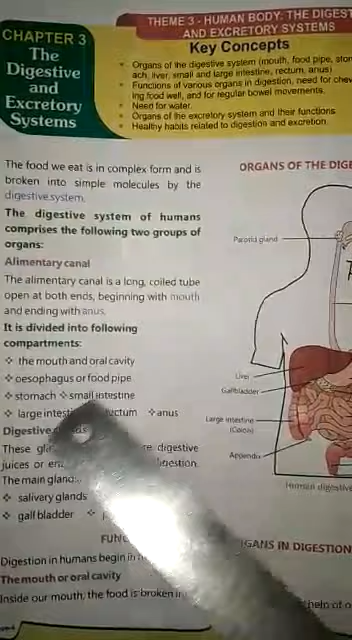 CHAPTER 3
The
Digestive
and
Excretory
Systems
THEME 3 - HUMAN BODY. THE DIGEST
AND EXCRETORY SYSTEMS
Key Concepts
Organs of the digestive system (mouth, food pipe, stom
ach, liver, small and large intestine, rectum, anus)
Functions of various organs in digestion, need for chew
ing food well, and for regular bowel movements.
Need for water.
Organs of the excretory system and their functions
Healthy habits related to digestion and excretion.
The food we eat is in complex form and is
broken into simple molecules by the
digestive system.
The digestive system of humans
comprises the following two groups of
organs:
Alimentary canal
The alimentary canal is a long, coiled tube
open at both ends, beginning with mouth
and ending with anus.
It is divided into following
compartments:
❖ the mouth and oral cavity
❖ oesophagus or food pipe
❖ stomach ❖ small intestine
❖ large ❖ anus
Digestive
These digestive
juices or
The main
❖ salivary glands
❖ gall bladder ❖
Digestion in humans begin in
The mouth or oral cavity
Inside our mouth, the food is broken
ORGANS OF THE DIGE
Parotid gland
Liver
Gallbladder
Large intestine
(Colon)
Appendix
Human digestive
GANS IN DIGESTION
help of